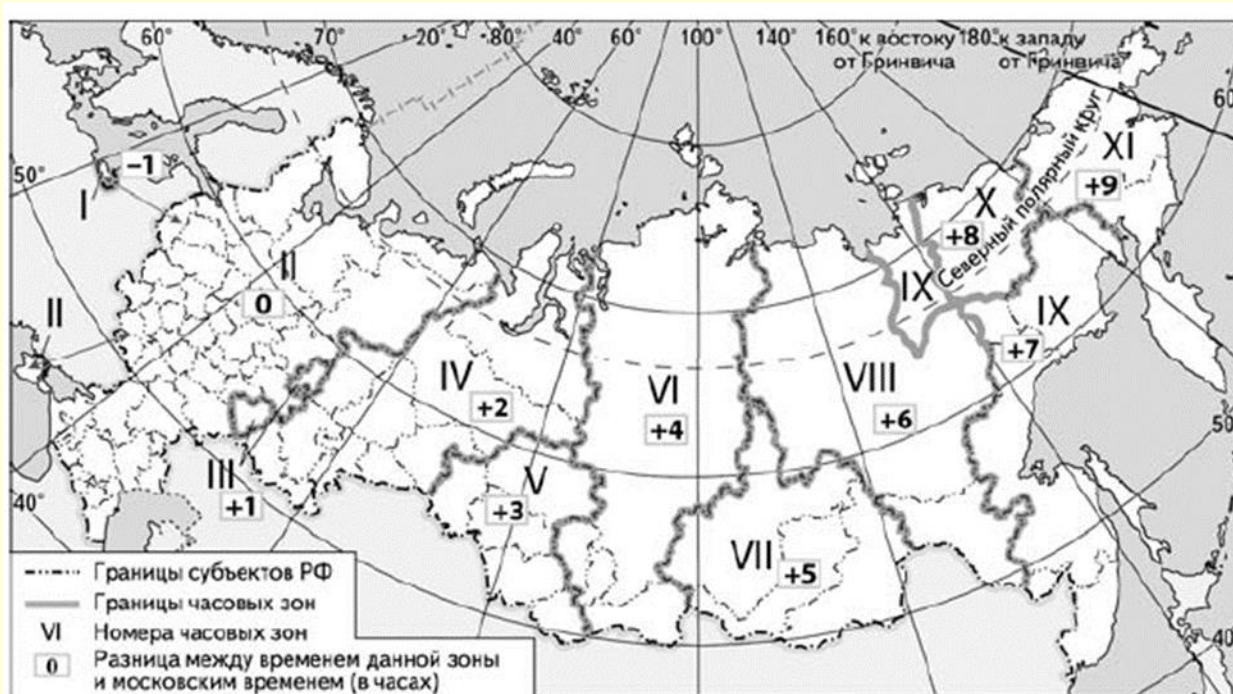 60° 70° 20° 80° 40° 60° 100° 140° 160° к востоку 180° к западу
от Гринвича от Гринвича
60
50°
–1
I
II
0
II
40°
III
+1
IV
+2
V
+3
VI
+4
VII
+5
VIII
+6
IX
IX
+7
X
+8
XI
+9
Северный полярный круг
50
40
Границы субъектов РФ
Границы часовых зон
VI Номера часовых зон
0 Разница между временем данной зоны
и московским временем (в часах)